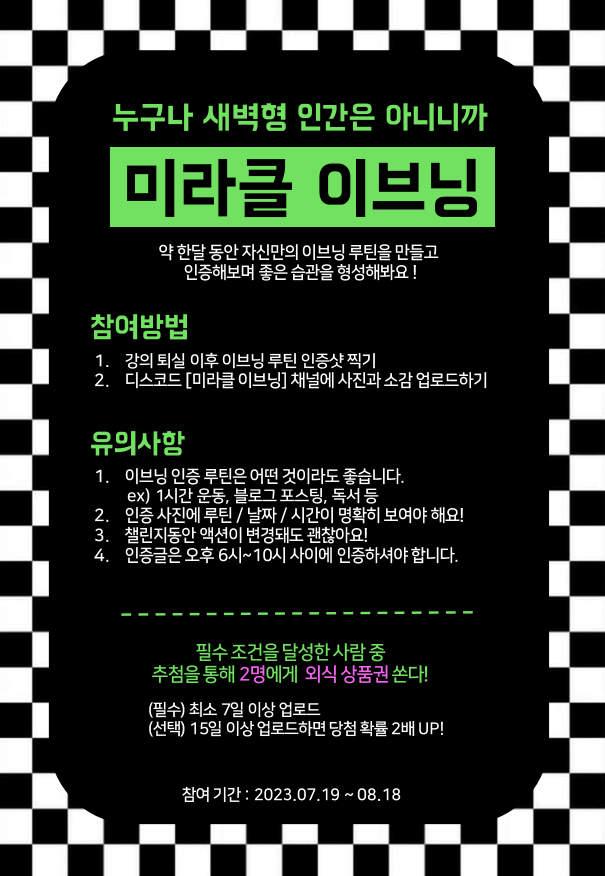 누구나 새벽형 인간은 아니니까
미라클 이브닝
약 한달 동안 자신만의 이브닝 루틴을 만들고
인증해보며 좋은 습관을 형성해봐요 !
참여방법
1. 강의 퇴실 이후 이브닝 루틴 인증샷 찍기
2. 디스코드 [미라클 이브닝] 채널에 사진과 소감 업로드하기
유의사항
1. 이브닝 인증 루틴은 어떤 것이라도 좋습니다.
ex) 1시간 운동, 블로그 포스팅, 독서 등
2. 인증 사진에 루틴 / 날짜 / 시간이 명확히 보여야 해요!
3. 챌린지동안 액션이 변경돼도 괜찮아요!
4. 인증글은 오후 6시~10시 사이에 인증하셔야 합니다.
필수 조건을 달성한 사람 중
추첨을 통해 2명에게 외식 상품권 쏜다!
(필수) 최소 7일 이상 업로드
(선택) 15일 이상 업로드하면 당첨 확률 2배 UP!
참여 기간 : 2023.07.19 ~ 08.18